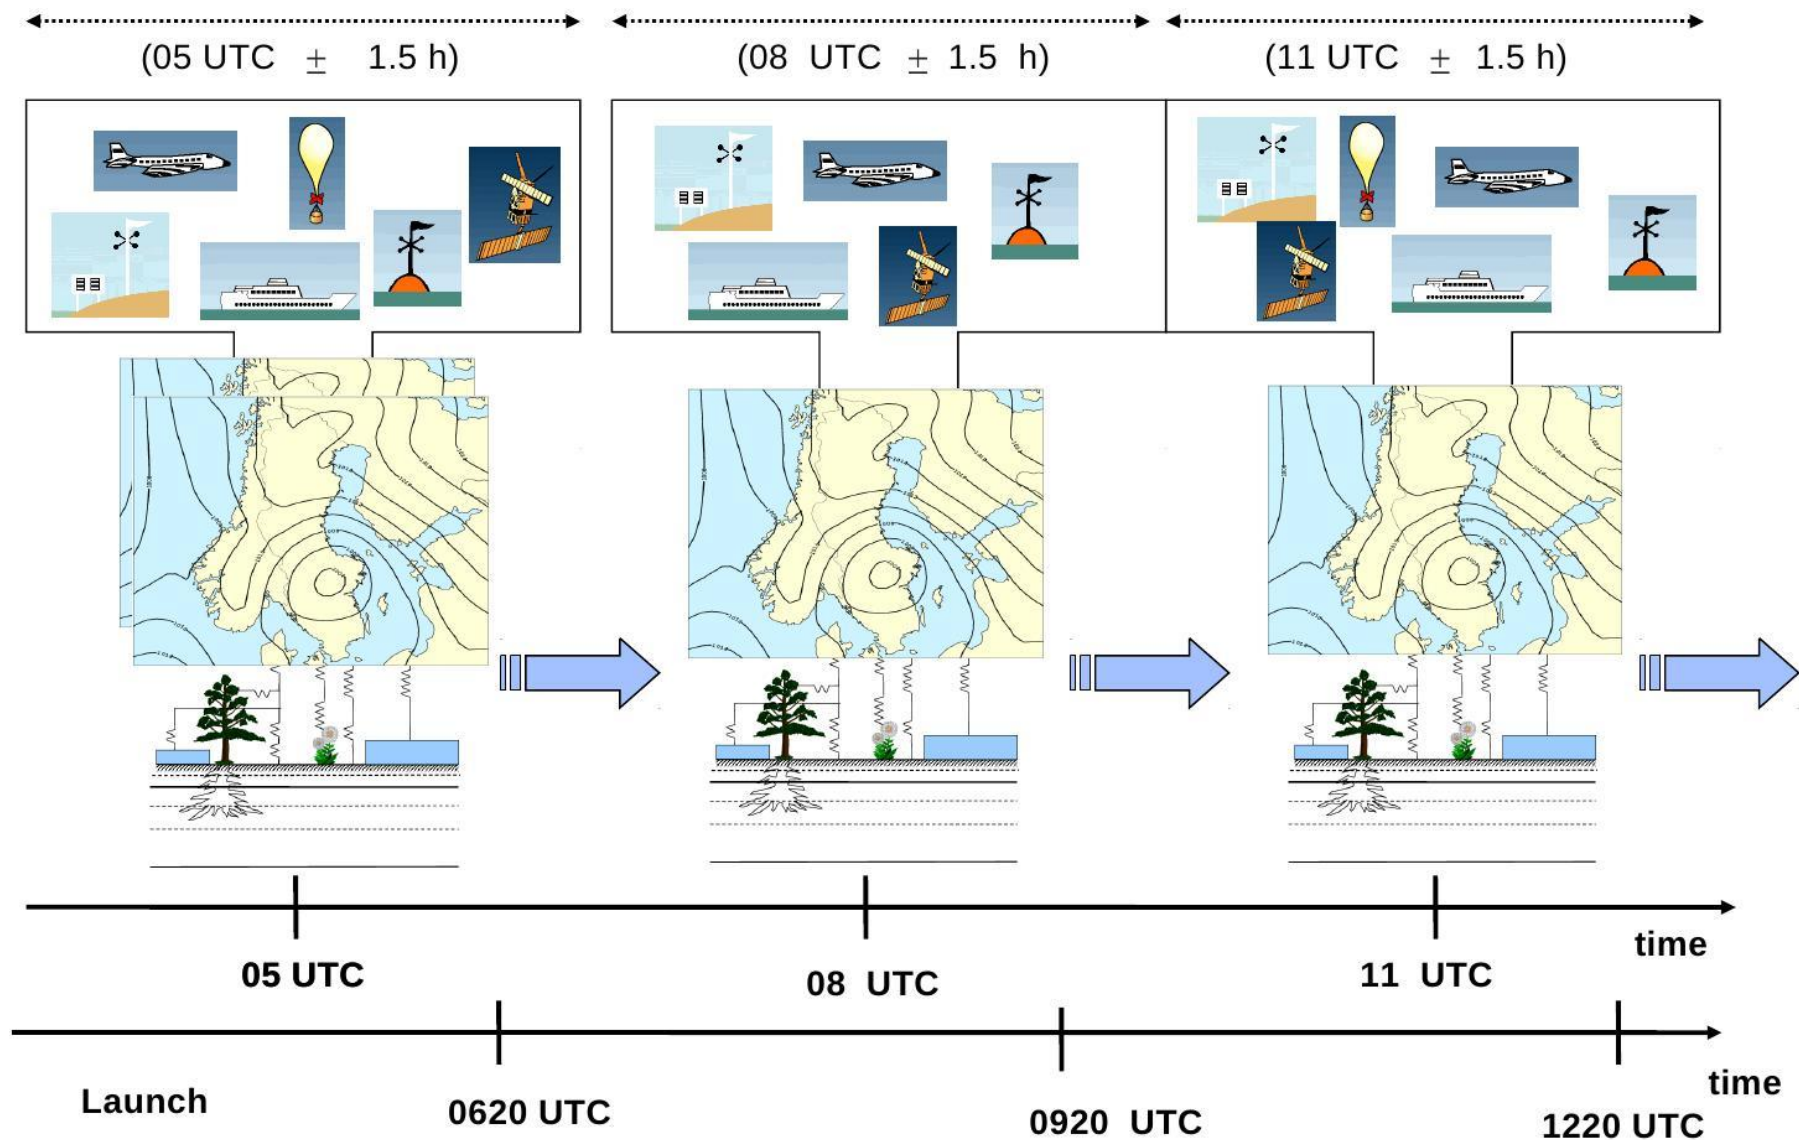 (05 UTC ± 1.5 h)
(08 UTC ± 1.5 h)
(11 UTC ± 1.5 h)
time
05 UTC
08 UTC
11 UTC
time
Launch
0620 UTC
0920 UTC
1220 UTC